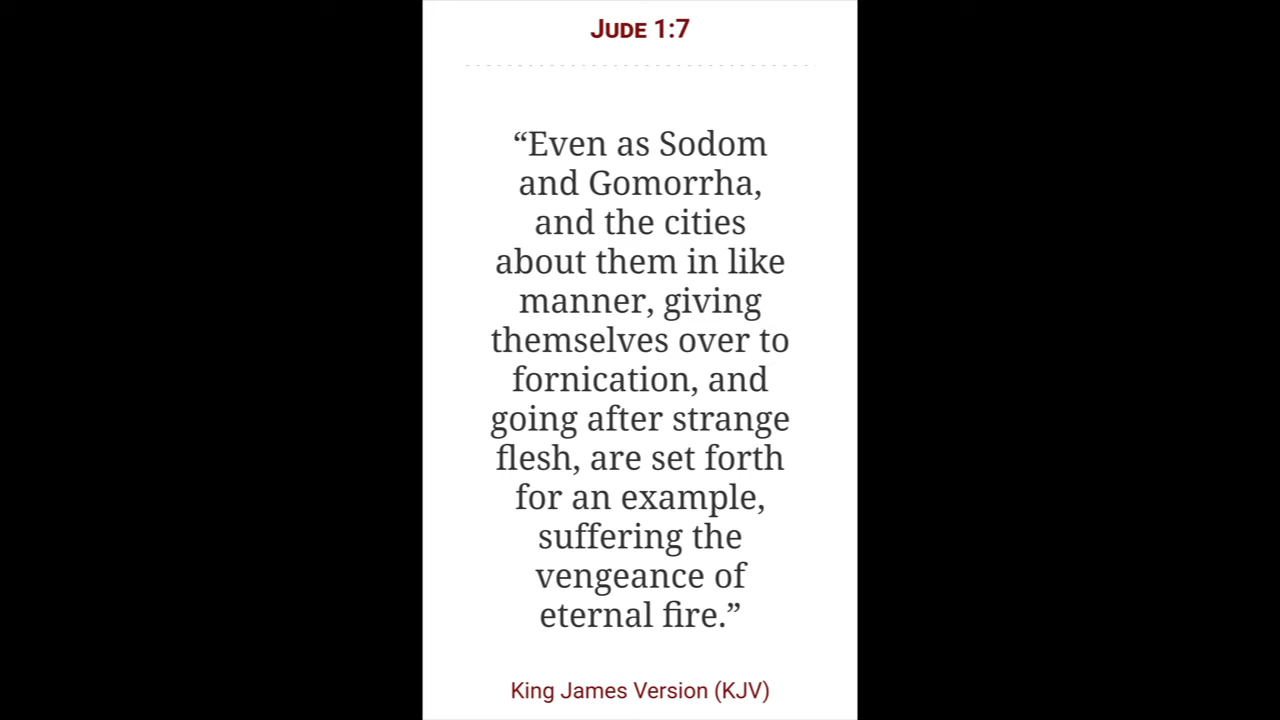 Jude 1:7
“Even as Sodom
and Gomorrha,
and the cities
about them in like
manner, giving
themselves over to
fornication, and
going after strange
flesh, are set forth
for an example,
suffering the
vengeance of
eternal fire.”
King James Version (KJV)